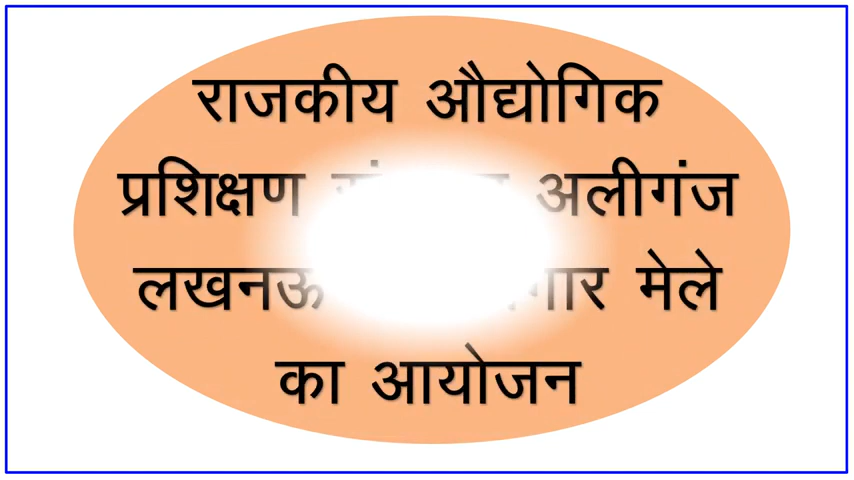 राजकीय औद्योगिक
प्रशिक्षण अलीगंज
लखनऊ मेले
का आयोजन